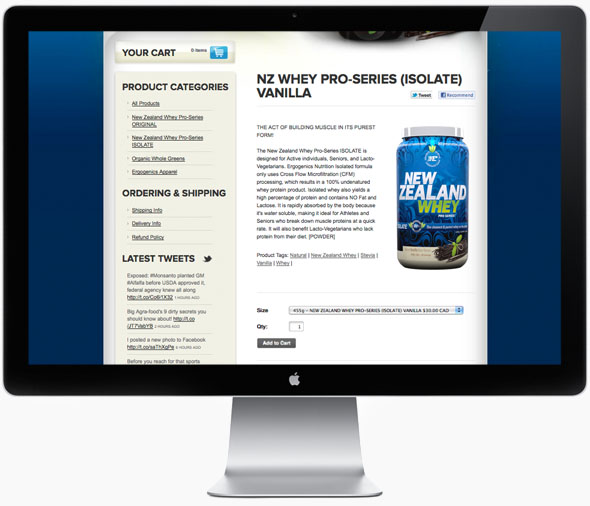 YOUR CART
0 items
PRODUCT CATEGORIES
All Products
New Zealand Whey Pro-Series
ORIGINAL
New Zealand Whey Pro-Series
ISOLATE
Organic Whole Greens
Ergogenics Apparel
ORDERING & SHIPPING
Shipping Info
Delivery Info
Refund Policy
LATEST TWEETS
Exposed: #Monsanto planted GM
#Alfalfa before USDA approved it,
federal agency knew all along
1 HOURS AGO
Big Agra-food's 9 dirty secrets you
should know about! http://t.co
/JT7VsbYB 2 HOURS AGO
I posted a new photo to Facebook
http://t.co/saThXqPe 9 HOURS AGO
Before you reach for that sports
NZ WHEY PRO-SERIES (ISOLATE)
VANILLA
Tweet
Recommend
THE ACT OF BUILDING MUSCLE IN ITS PUREST
FORM!
The New Zealand Whey Pro-Series ISOLATE is
designed for Active individuals, Seniors, and Lacto-
Vegetarians. Ergogenics Nutrition Isolated formula
only uses Cross Flow Microfiltration (CFM)
processing, which results in a 100% undenatured
whey protein product. Isolated whey also yields a
high percentage of protein and contains NO Fat and
Lactose. It is rapidly absorbed by the body because
it's water soluble, making it ideal for Athletes and
Seniors who break down muscle proteins at a quick
rate. It will also benefit Lacto-Vegetarians who lack
protein from their diet. [POWDER]
Product Tags: Natural | New Zealand Whey | Stevia |
Vanilla | Whey |
NEW
ZEALAND
WHEY
PRO SERIES
Size
455g - NEW ZEALAND WHEY PRO-SERIES (ISOLATE) VANILLA $30.00 CAD
Qty:
1
Add to Cart